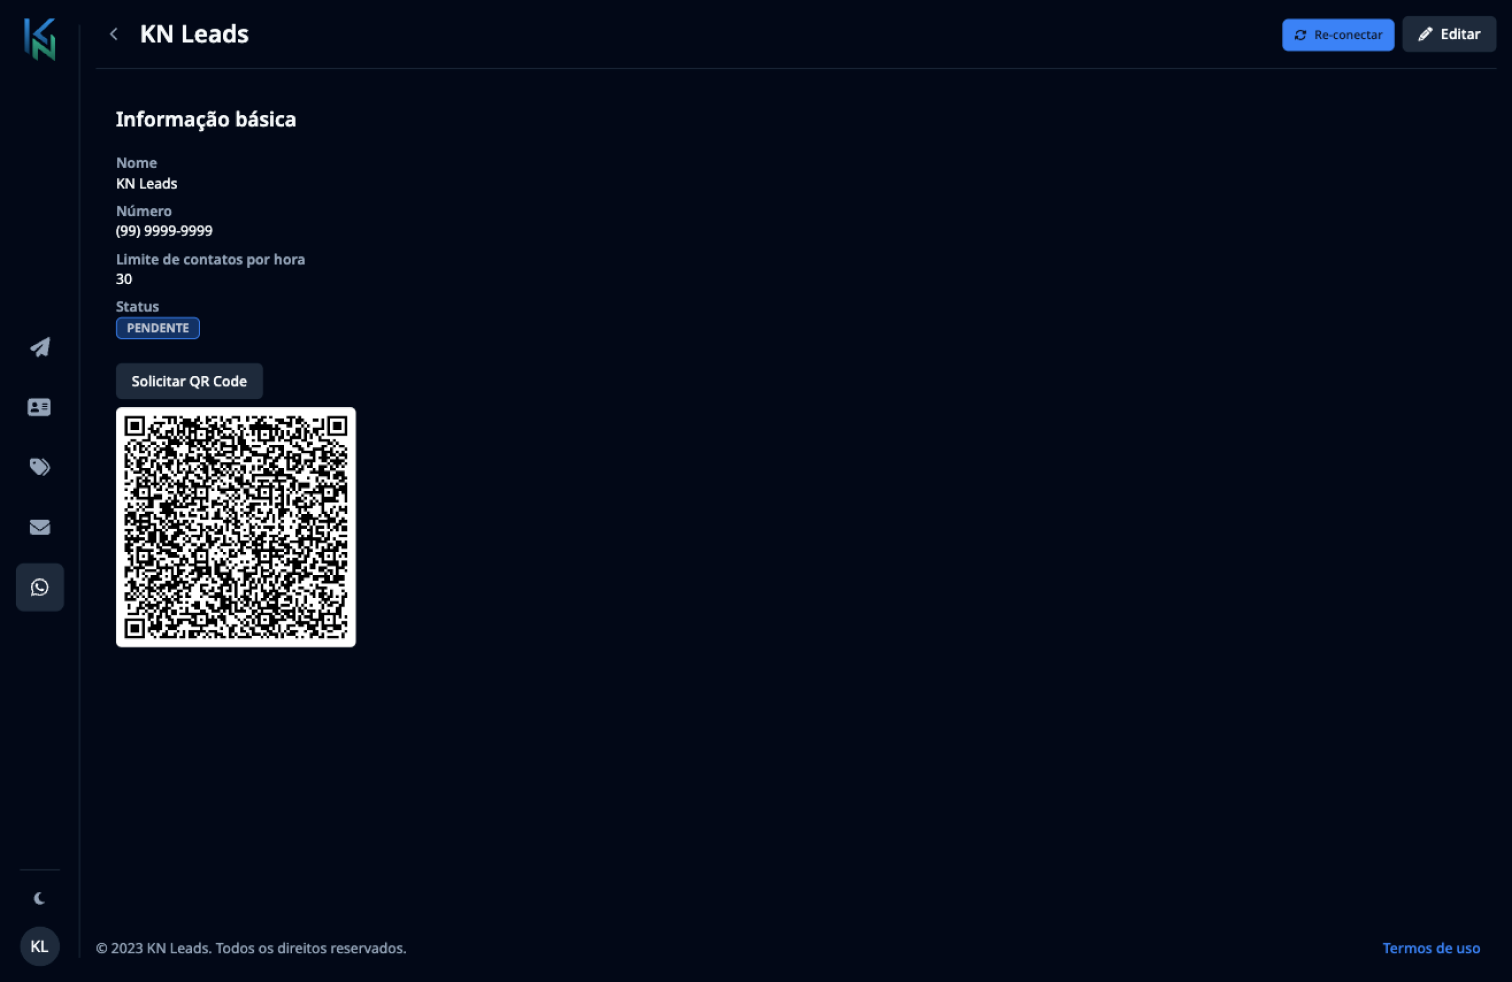 KN Leads
Re-conectar
Editar
Informação básica
Nome
KN Leads
Número
(99) 9999-9999
Limite de contatos por hora
30
Status
PENDENTE
Solicitar QR Code
KL
© 2023 KN Leads. Todos os direitos reservados.
Termos de uso